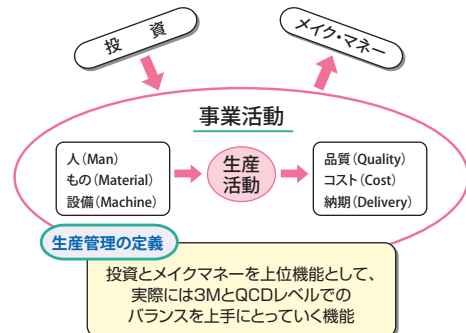 投資
メイク・マネー
事業活動
人(Man)
もの(Material)
設備(Machine)
生産
活動
品質(Quality)
コスト(Cost)
納期(Delivery)
生産管理の定義
投資とメイクマネーを上位機能として、
実際には3MとQCDレベルでの
バランスを上手にとっていく機能